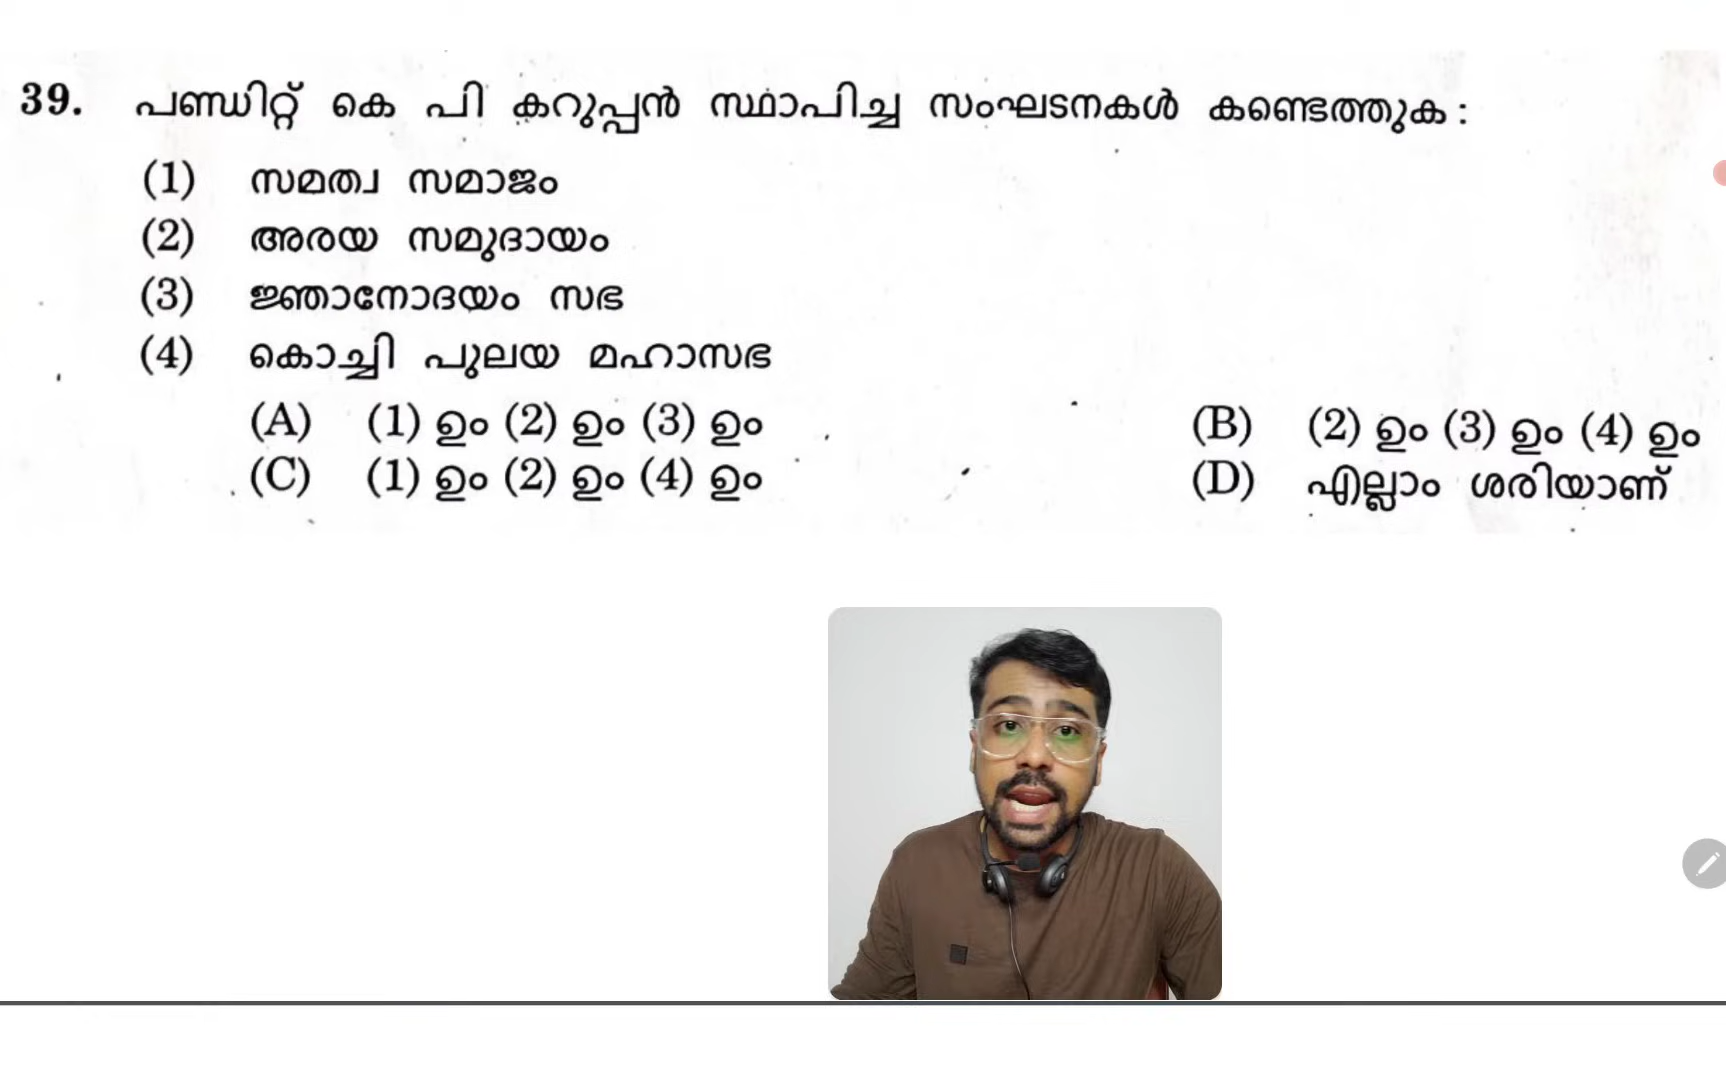 39. പണ്ഡിറ്റ് കെ പി കറുപ്പൻ സ്ഥാപിച്ച സംഘടനകൾ കണ്ടെത്തുക :
(1) സമത്വ സമാജം
(2) അരയ സമുദായം
(3) ജ്ഞാനോദയം സഭ
(4) കൊച്ചി പുലയ മഹാസഭ
(A) (1) ഉം (2) ഉം (3) ഉം (B) (2) ഉം (3) ഉം (4) ഉം
(C) (1) ഉം (2) ഉം (4) ഉം (D) എല്ലാം ശരിയാണ്